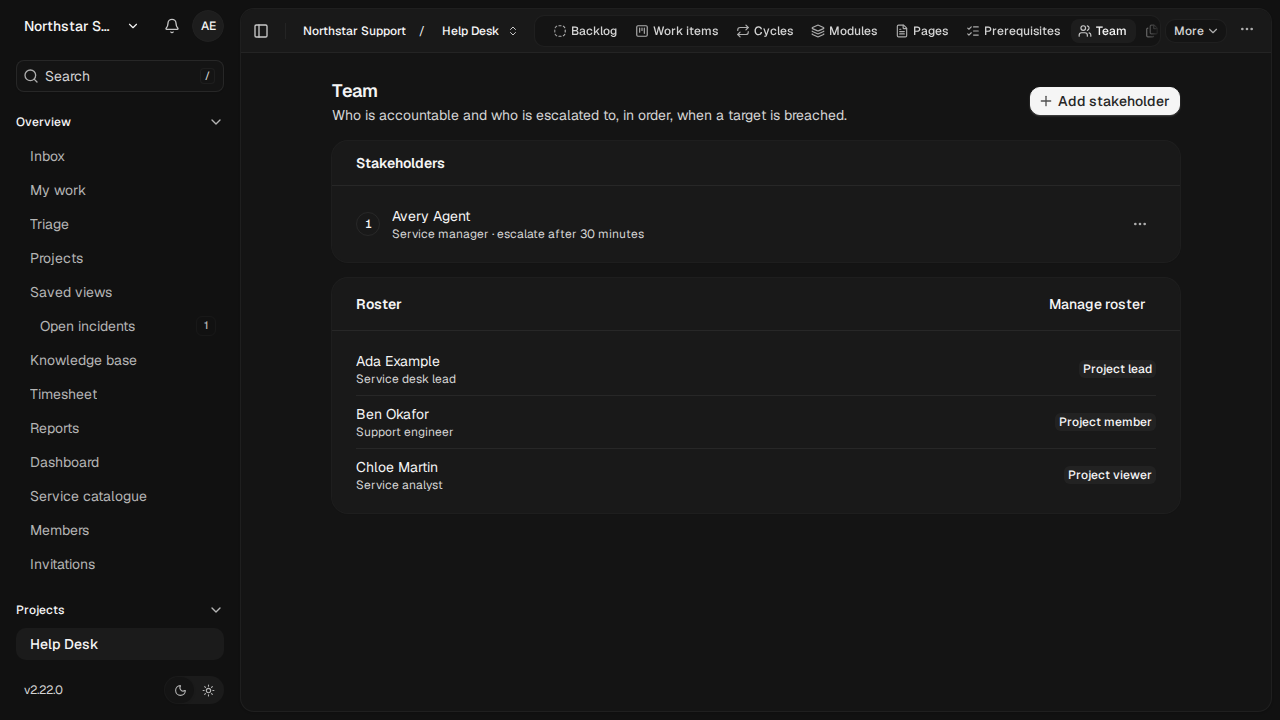 Northstar S...
AE
Northstar Support / Help Desk
Backlog
Work items
Cycles
Modules
Pages
Prerequisites
Team
More
Search
/
Overview
Inbox
My work
Triage
Projects
Saved views
Open incidents
1
Knowledge base
Timesheet
Reports
Dashboard
Service catalogue
Members
Invitations
Projects
Help Desk
v2.22.0
Team
Who is accountable and who is escalated to, in order, when a target is breached.
Add stakeholder
Stakeholders
1
Avery Agent
Service manager · escalate after 30 minutes
Roster
Manage roster
Ada Example
Service desk lead
Project lead
Ben Okafor
Support engineer
Project member
Chloe Martin
Service analyst
Project viewer